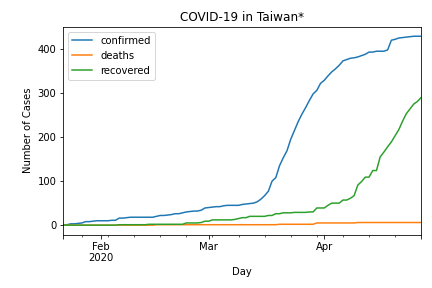 COVID-19 in Taiwan*
confirmed
deaths
recovered
400
300
200
100
0
Number of Cases
Feb
2020
Mar
Apr
Day